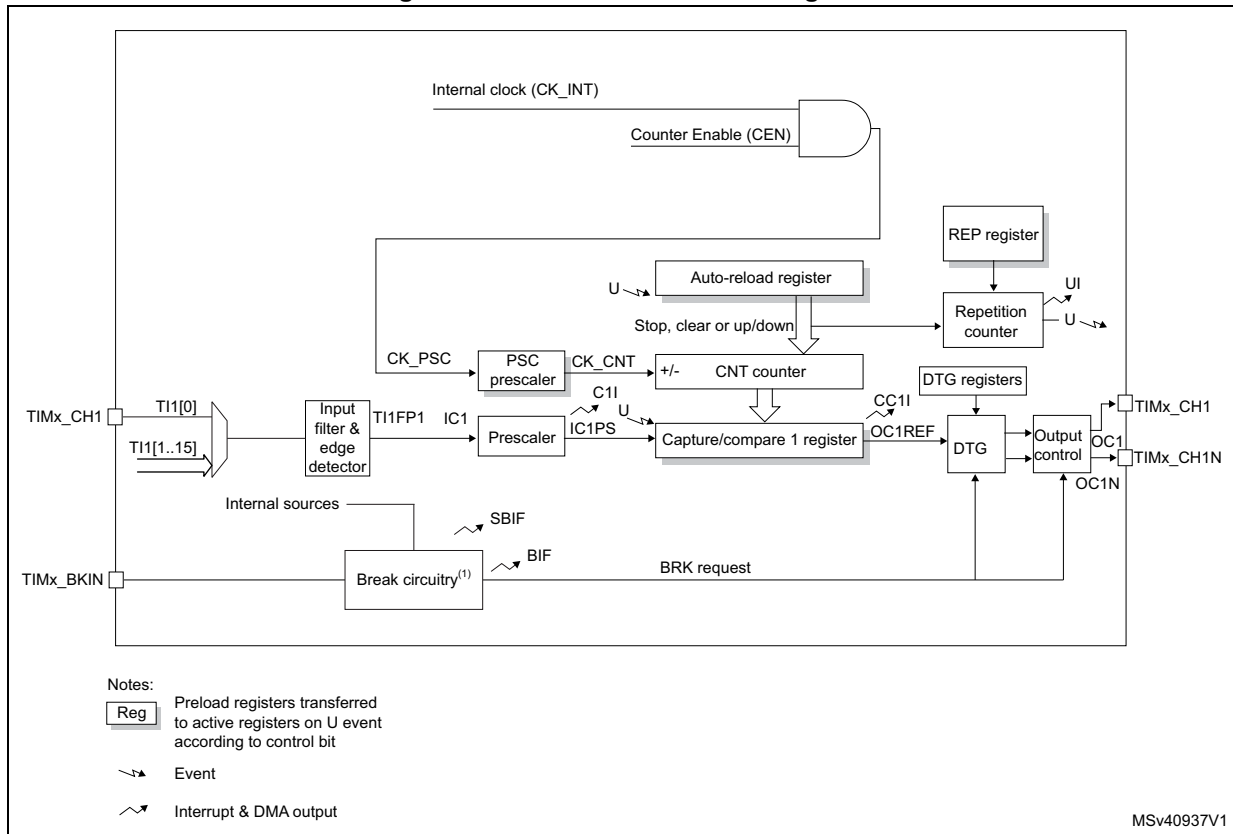 Internal clock (CK_INT)
Counter Enable (CEN)
REP register
Auto-reload register
U
UI
Stop, clear or up/down
Repetition
counter
U
CK_PSC
PSC
prescaler
CK_CNT
+/-
CNT counter
DTG registers
TIMx_CH1
TI1[0]
TI1[1..15]
Input
filter &
edge
detector
TI1FP1
IC1
Prescaler
C1I
IC1PS
U
Capture/compare 1 register
CC1I
OC1REF
DTG
Output
control
OC1
TIMx_CH1
TIMx_CH1N
OC1N
Internal sources
SBIF
BIF
TIMx_BKIN
Break circuitry(1)
BRK request
Notes:
Reg
Preload registers transferred
to active registers on U event
according to control bit
Event
Interrupt & DMA output
MSv40937V1